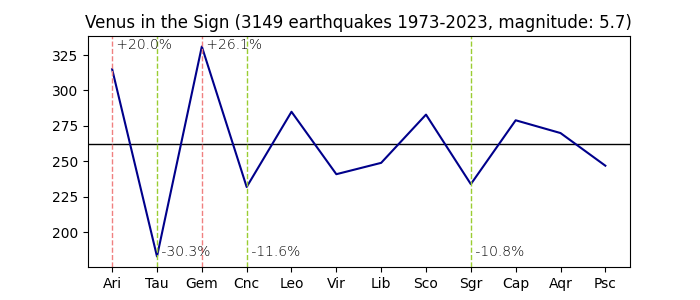 Venus in the Sign (3149 earthquakes 1973-2023, magnitude: 5.7)
+20.0% +26.1%
325
300
275
250
225
200
-30.3% -11.6% -10.8%
Ari Tau Gem Cnc Leo Vir Lib Sco Sgr Cap Aqr Psc